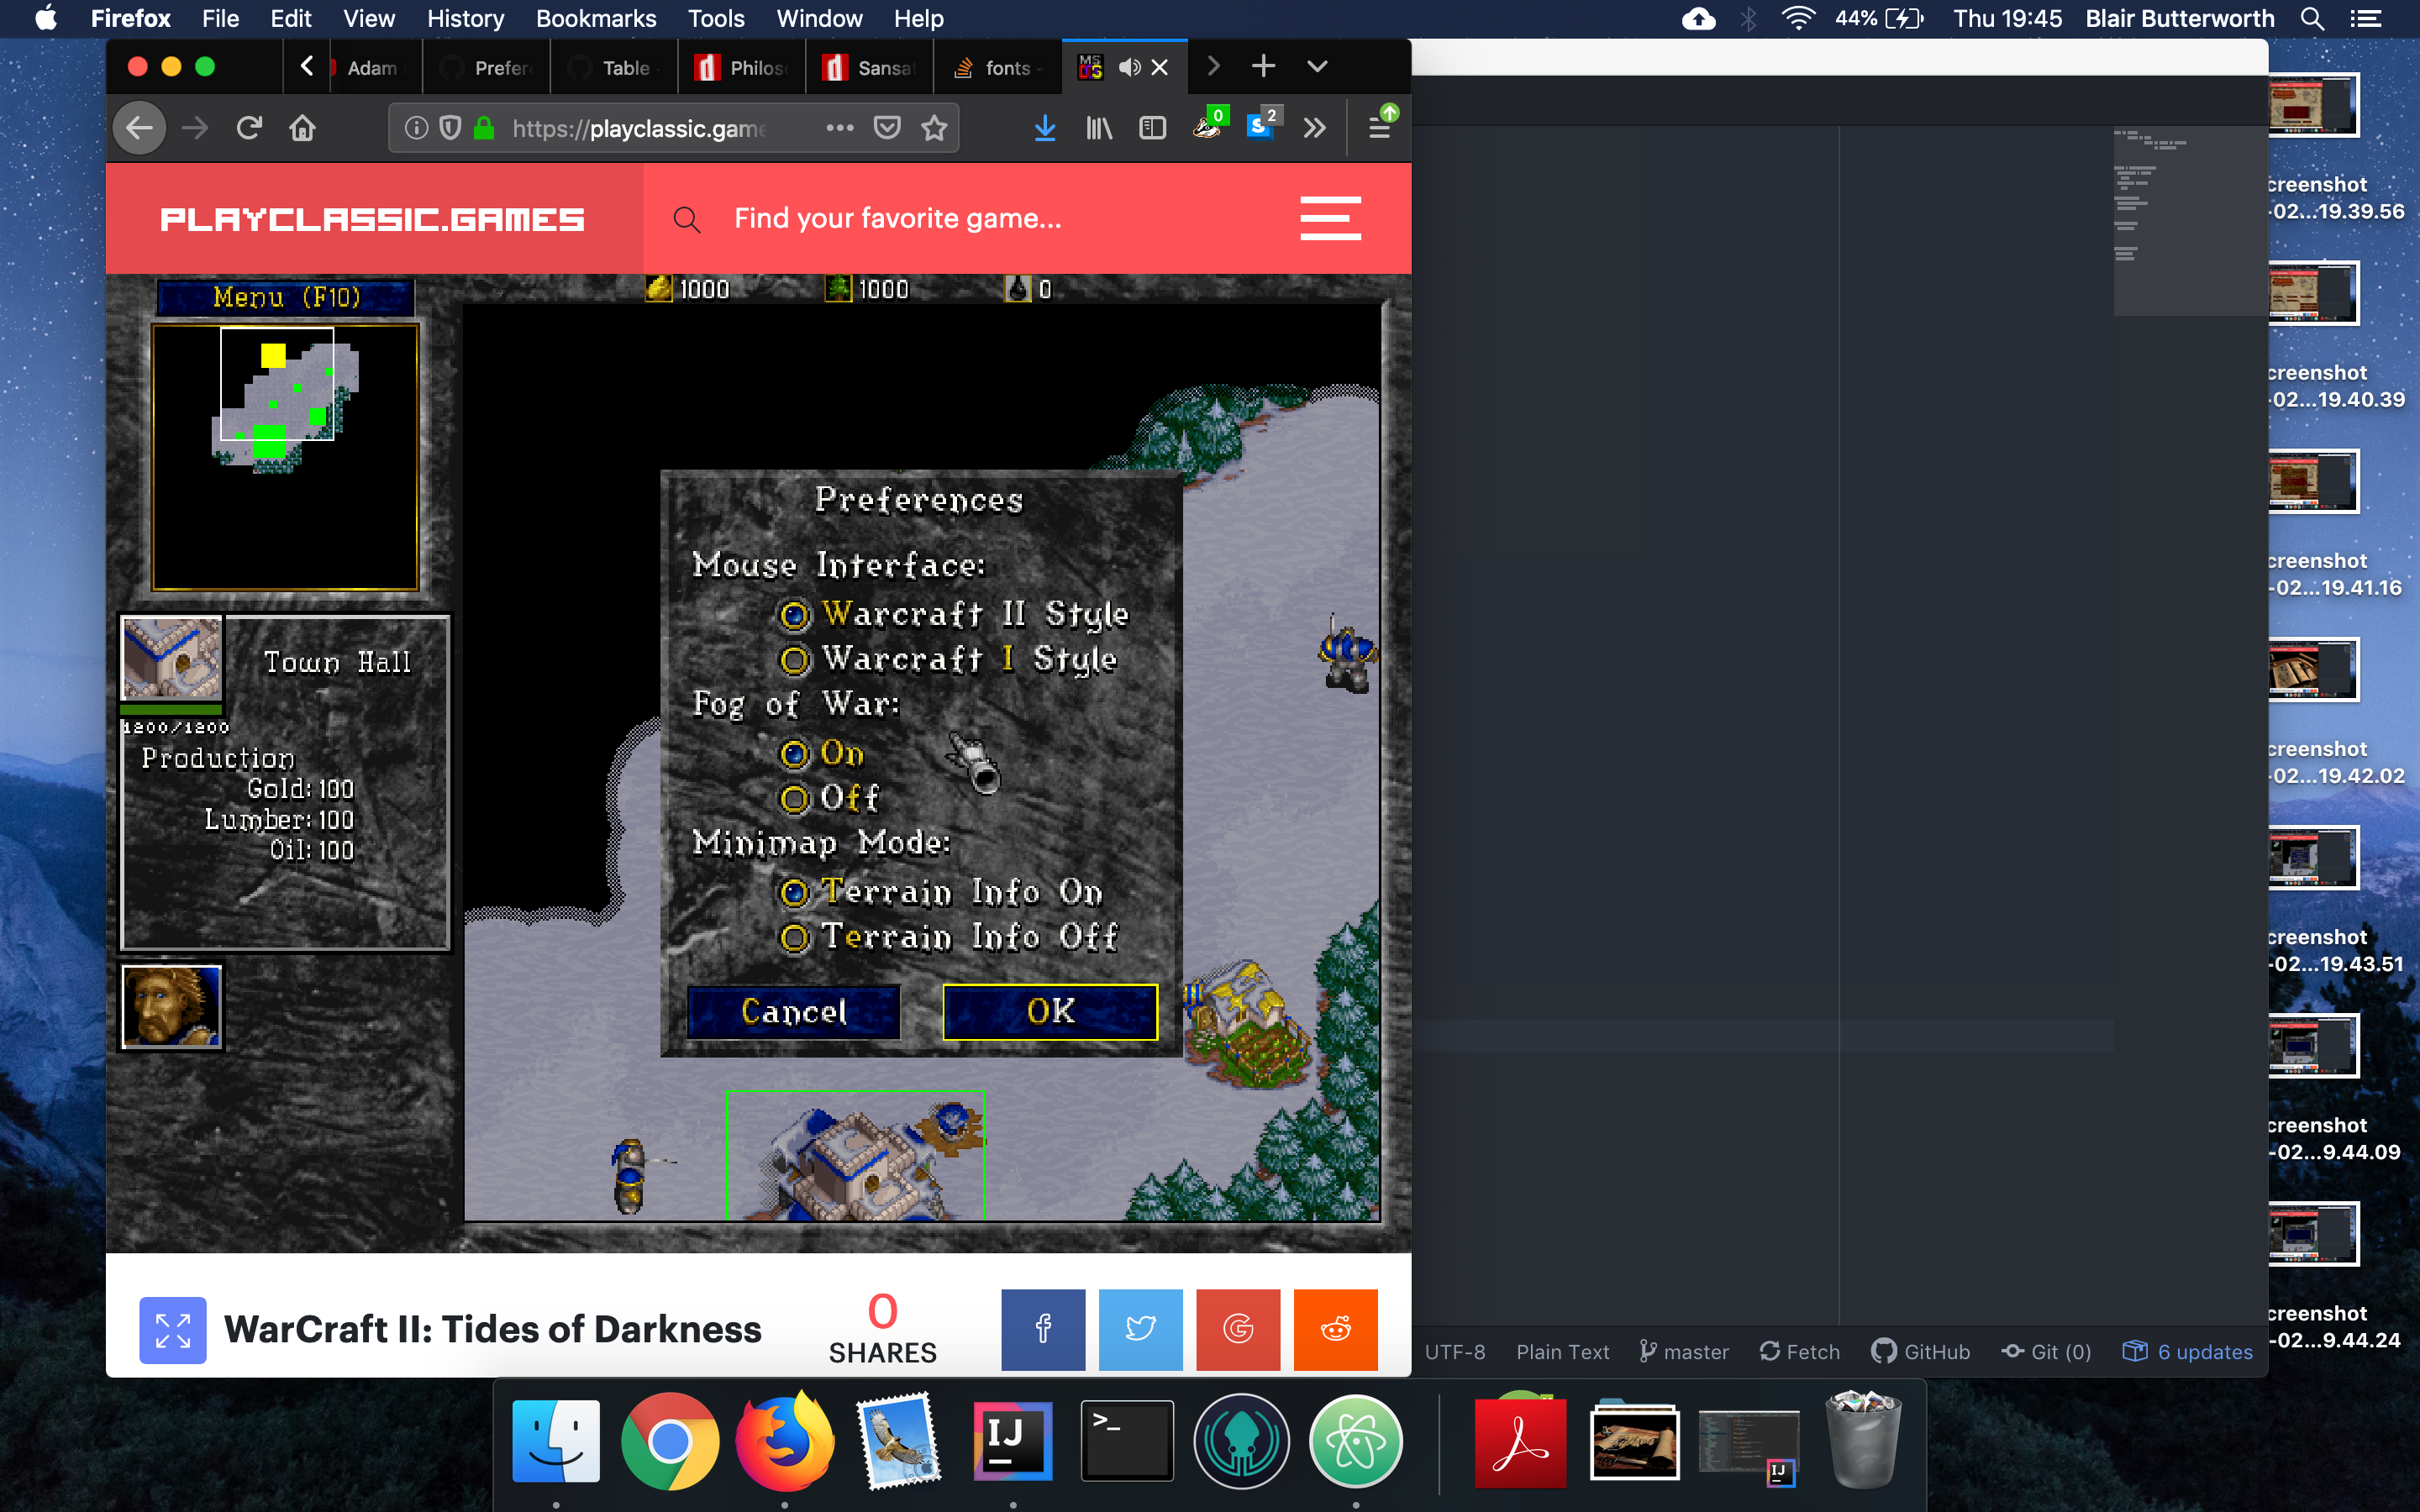 Firefox File Edit View History Bookmarks Tools Window Help
44% Thu 19:45 Blair Butterworth
Adam Prefer Table Philos Sansat fonts -
https://playclassic.game
0
2
PLAYCLASSIC.GAMES
Find your favorite game...
Menu (F10)
1000 1000 0
Town Hall
1200/1200
Production
Gold: 100
Lumber: 100
Oil: 100
Preferences
Mouse Interface:
Warcraft II Style
Warcraft I Style
Fog of War:
On
Off
Minimap Mode:
Terrain Info On
Terrain Info Off
Cancel OK
WarCraft II: Tides of Darkness
0
SHARES
UTF-8 Plain Text master Fetch GitHub Git (0) 6 updates
creenshot
-02...19.39.56
creenshot
-02...19.40.39
creenshot
-02...19.41.16
creenshot
-02...19.42.02
creenshot
-02...19.43.51
creenshot
-02...9.44.09
creenshot
-02...9.44.24
IJ
>_
IJ